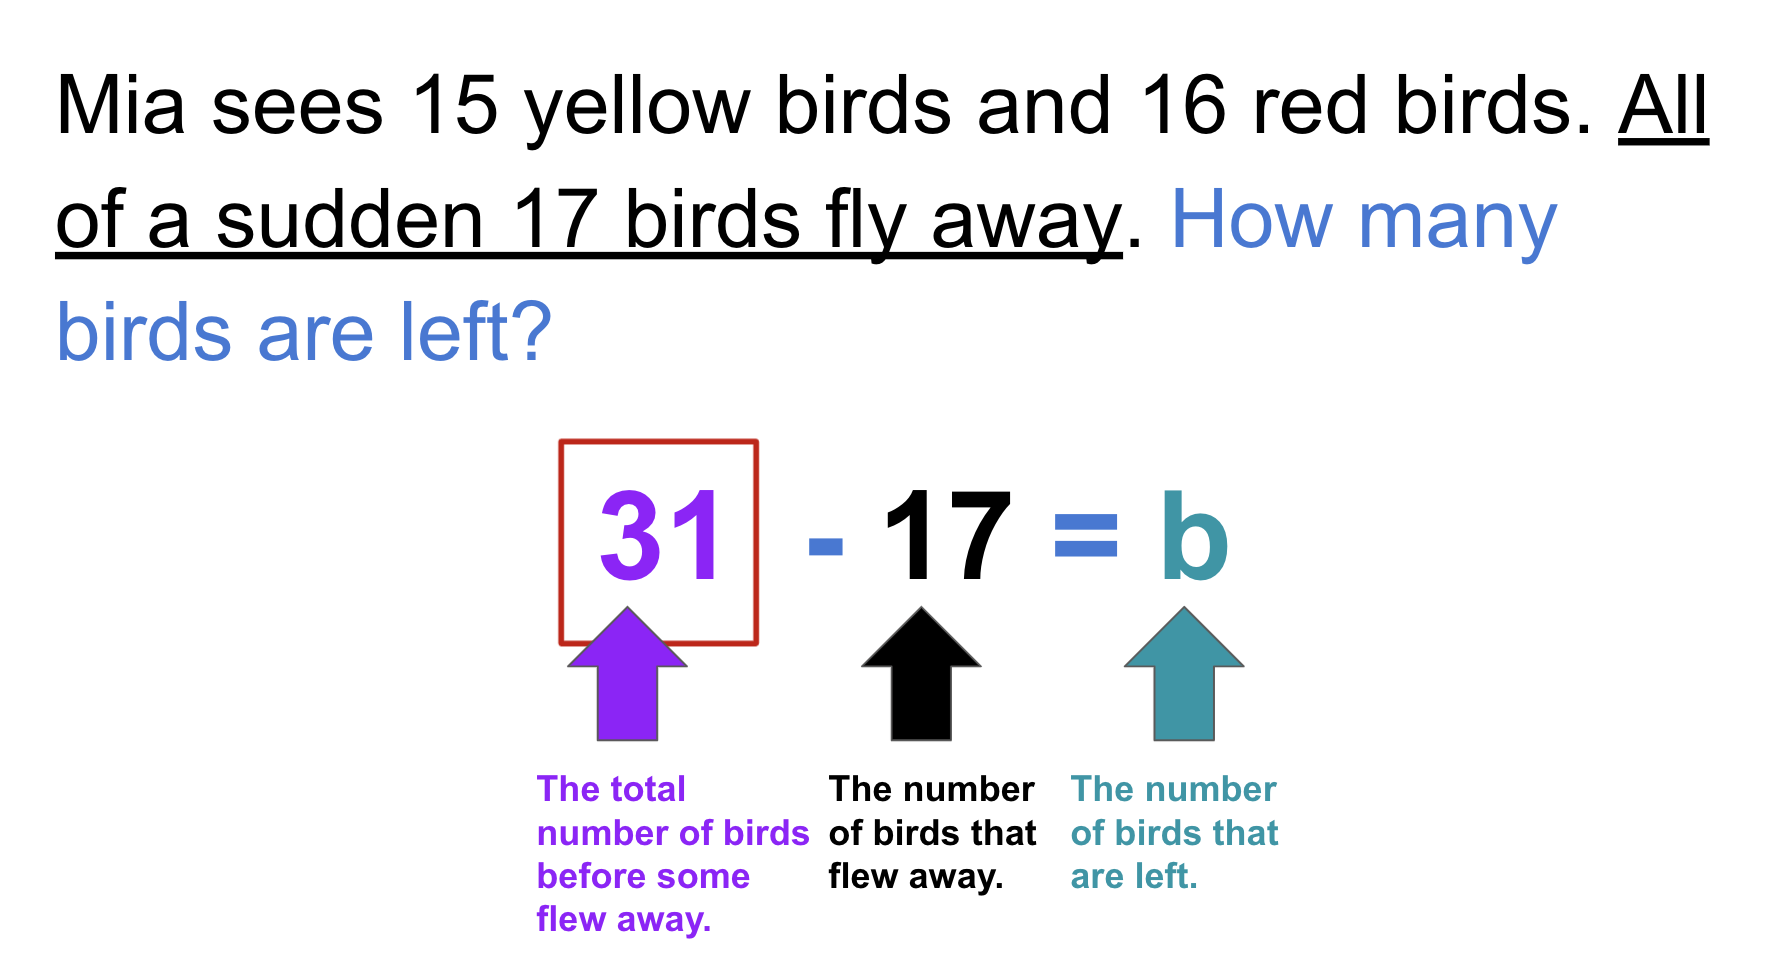 Mia sees 15 yellow birds and 16 red birds. All
of a sudden 17 birds fly away. How many
birds are left?
31 - 17 = b
The total
number of birds
before some
flew away.
The number
of birds that
flew away.
The number
of birds that
are left.